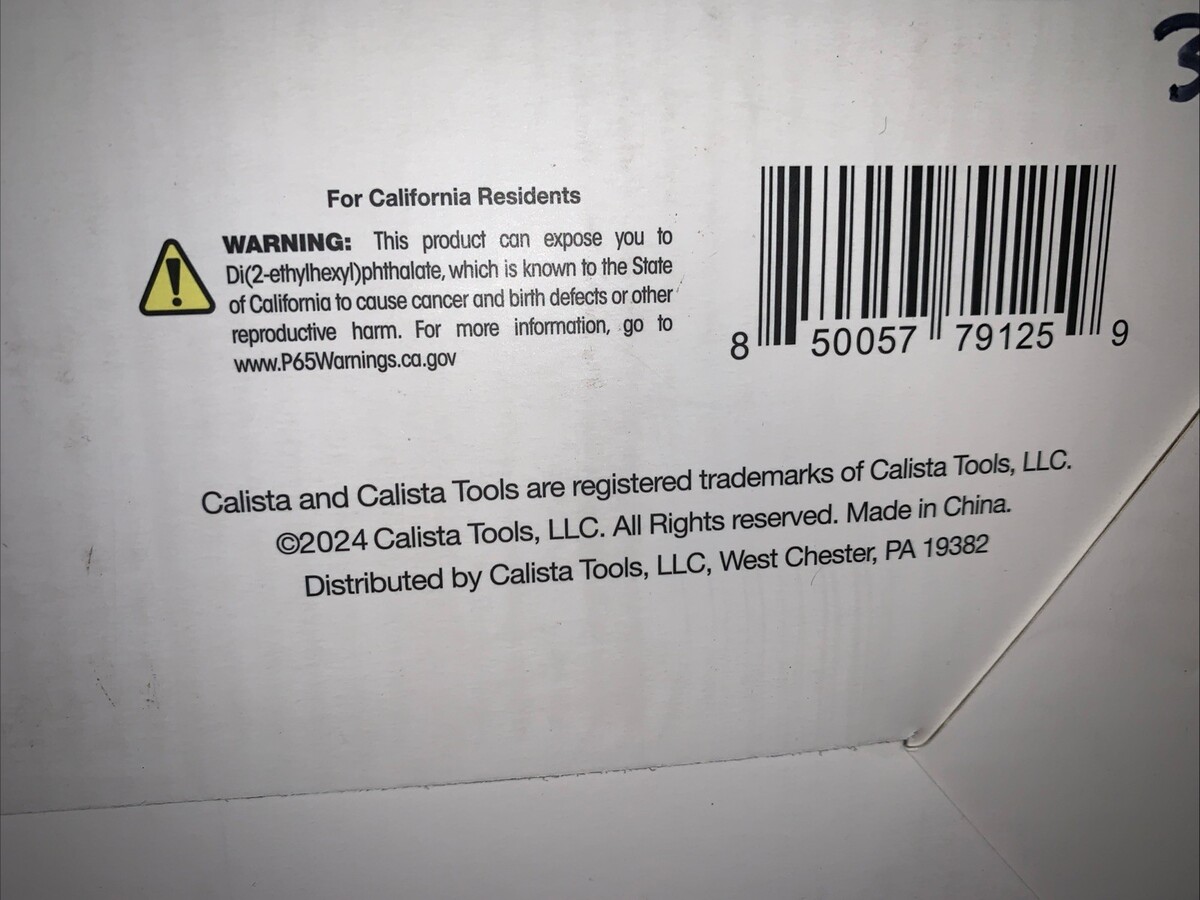 3
For California Residents
WARNING: This product can expose you to
Di(2-ethylhexyl)phthalate, which is known to the State
of California to cause cancer and birth defects or other
reproductive harm. For more information, go to
www.P65Warnings.ca.gov
8 50057 79125 9
Calista and Calista Tools are registered trademarks of Calista Tools, LLC.
©2024 Calista Tools, LLC. All Rights reserved. Made in China.
Distributed by Calista Tools, LLC, West Chester, PA 19382